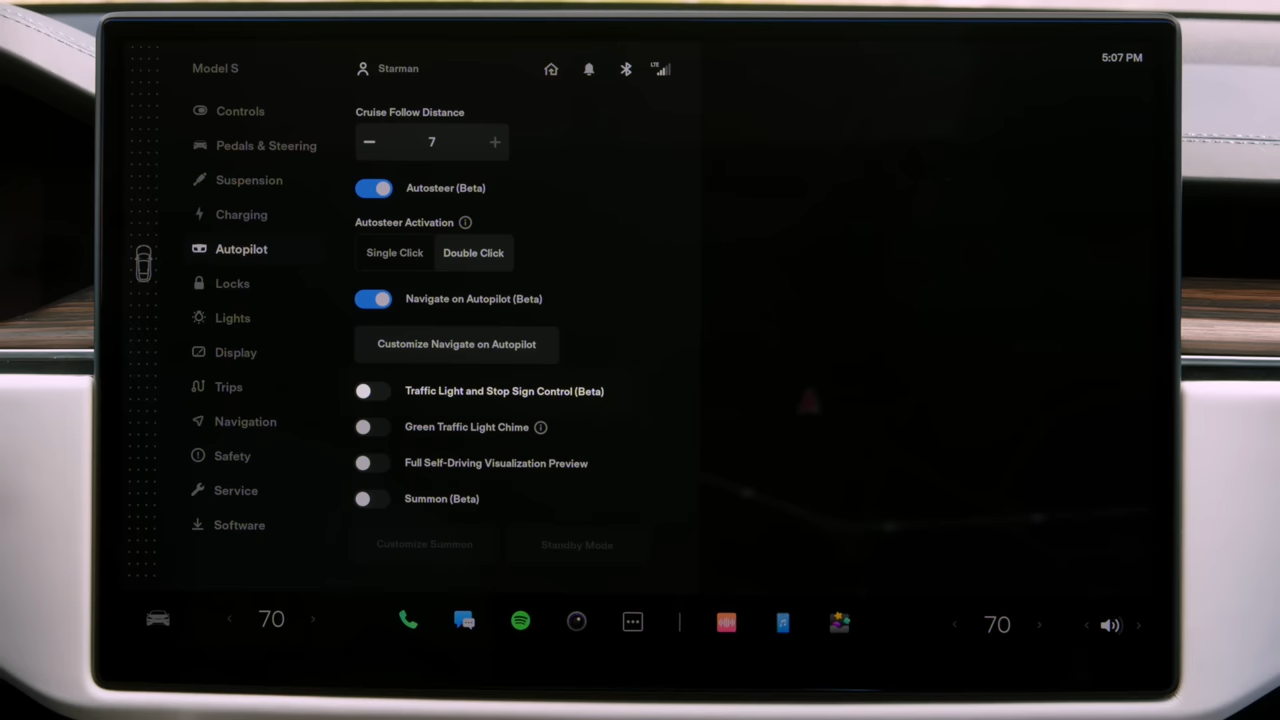 5:07 PM
Model S
Starman
LTE
Controls
Pedals & Steering
Suspension
Charging
Autopilot
Locks
Lights
Display
Trips
Navigation
Safety
Service
Software
Cruise Follow Distance
7
Autosteer (Beta)
Autosteer Activation
Single Click Double Click
Navigate on Autopilot (Beta)
Customize Navigate on Autopilot
Traffic Light and Stop Sign Control (Beta)
Green Traffic Light Chime
Full Self-Driving Visualization Preview
Summon (Beta)
Customize Summon Standby Mode
70 70